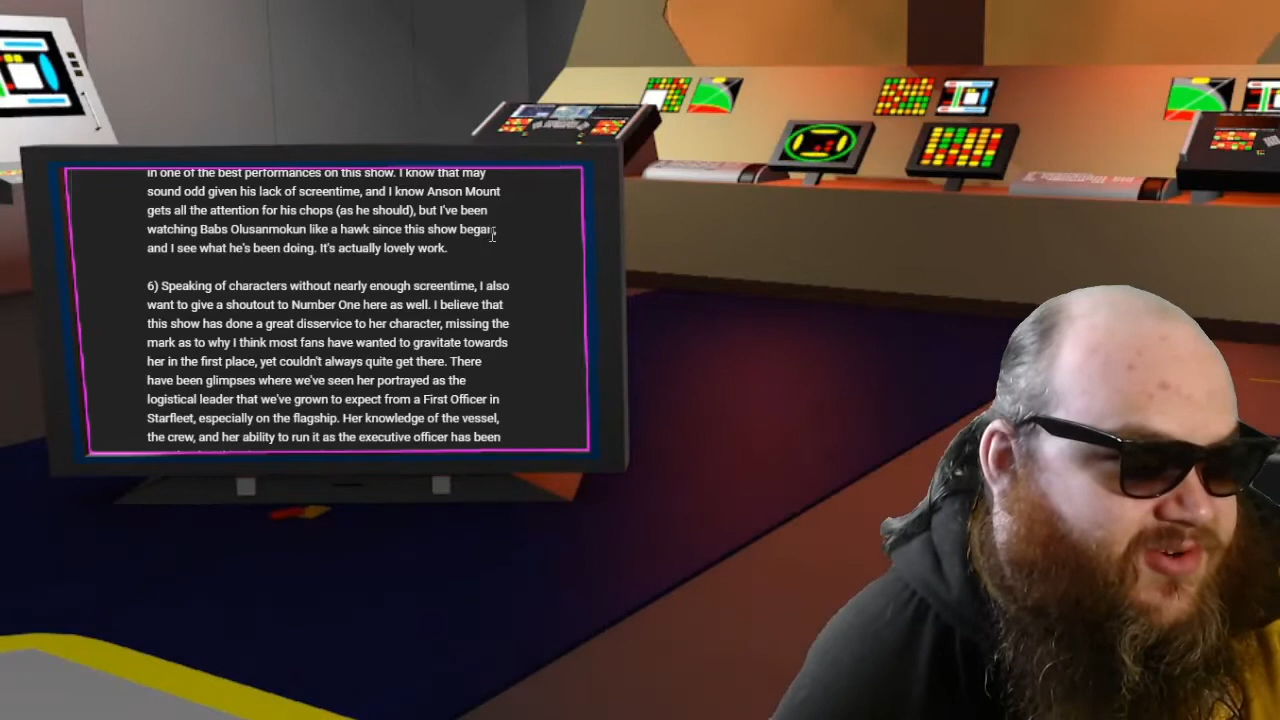 in one of the best performances on this show. I know that may
sound odd given his lack of screentime, and I know Anson Mount
gets all the attention for his chops (as he should), but I've been
watching Babs Olusanmokun like a hawk since this show began,
and I see what he's been doing. It's actually lovely work.
6) Speaking of characters without nearly enough screentime, I also
want to give a shoutout to Number One here as well. I believe that
this show has done a great disservice to her character, missing the
mark as to why I think most fans have wanted to gravitate towards
her in the first place, yet couldn't always quite get there. There
have been glimpses where we've seen her portrayed as the
logistical leader that we've grown to expect from a First Officer in
Starfleet, especially on the flagship. Her knowledge of the vessel,
the crew, and her ability to run it as the executive officer has been